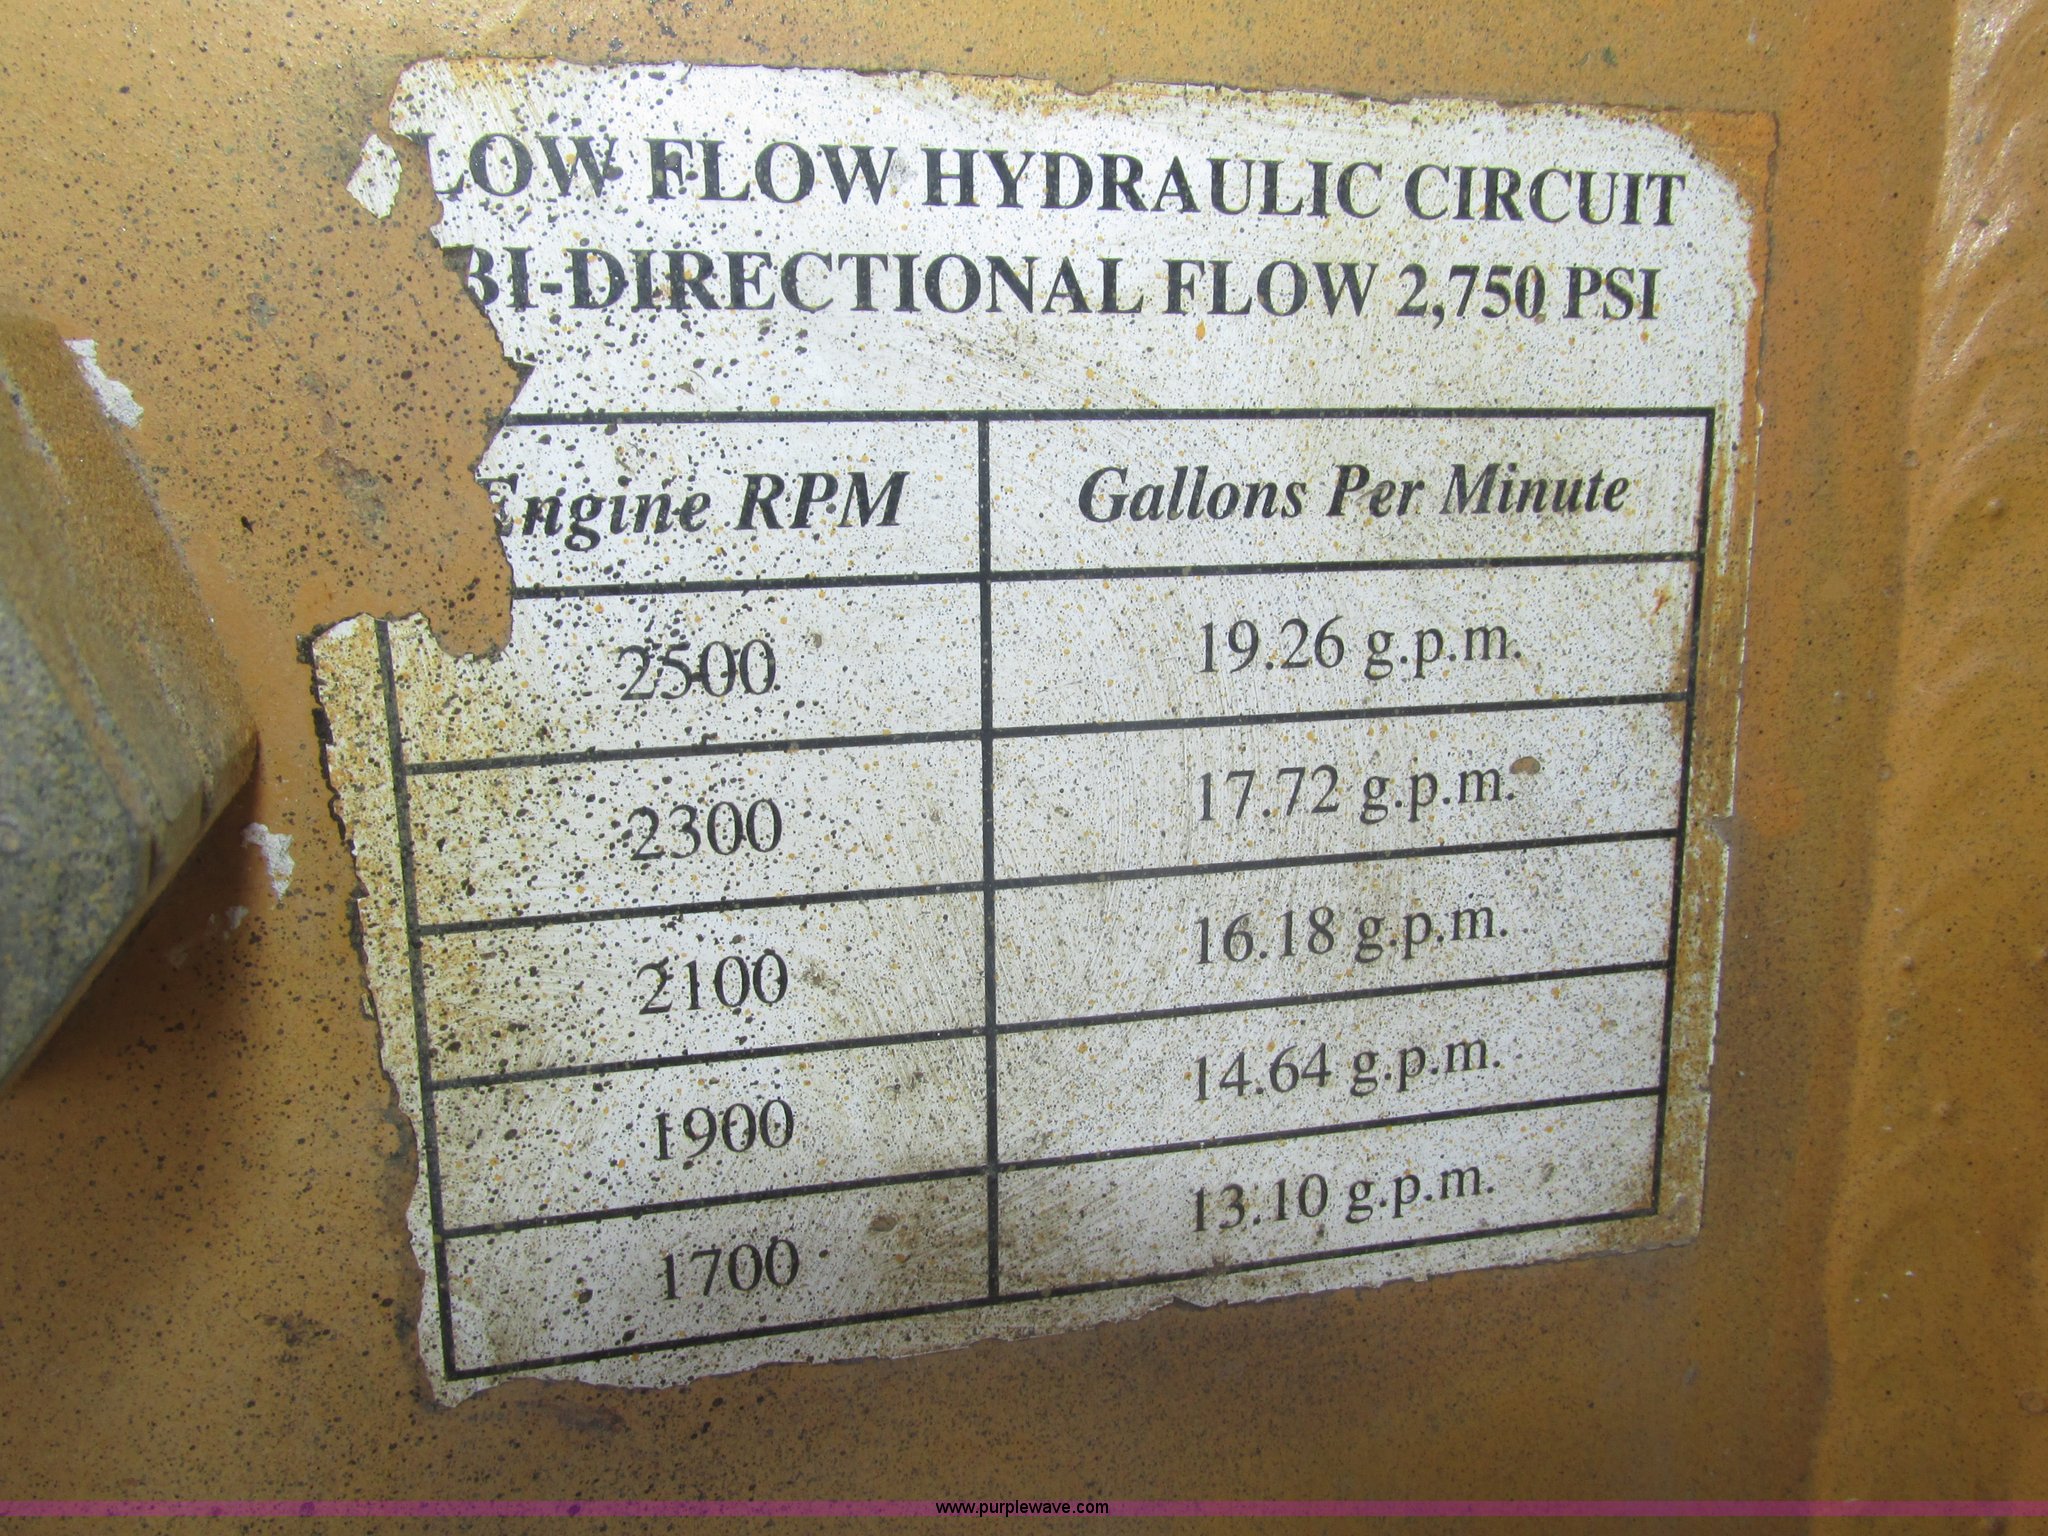 LOW FLOW HYDRAULIC CIRCUIT
BI-DIRECTIONAL FLOW 2,750 PSI
Engine RPM Gallons Per Minute
2500 19.26 g.p.m.
2300 17.72 g.p.m.
2100 16.18 g.p.m.
1900 14.64 g.p.m.
1700 13.10 g.p.m.
www.purplewave.com